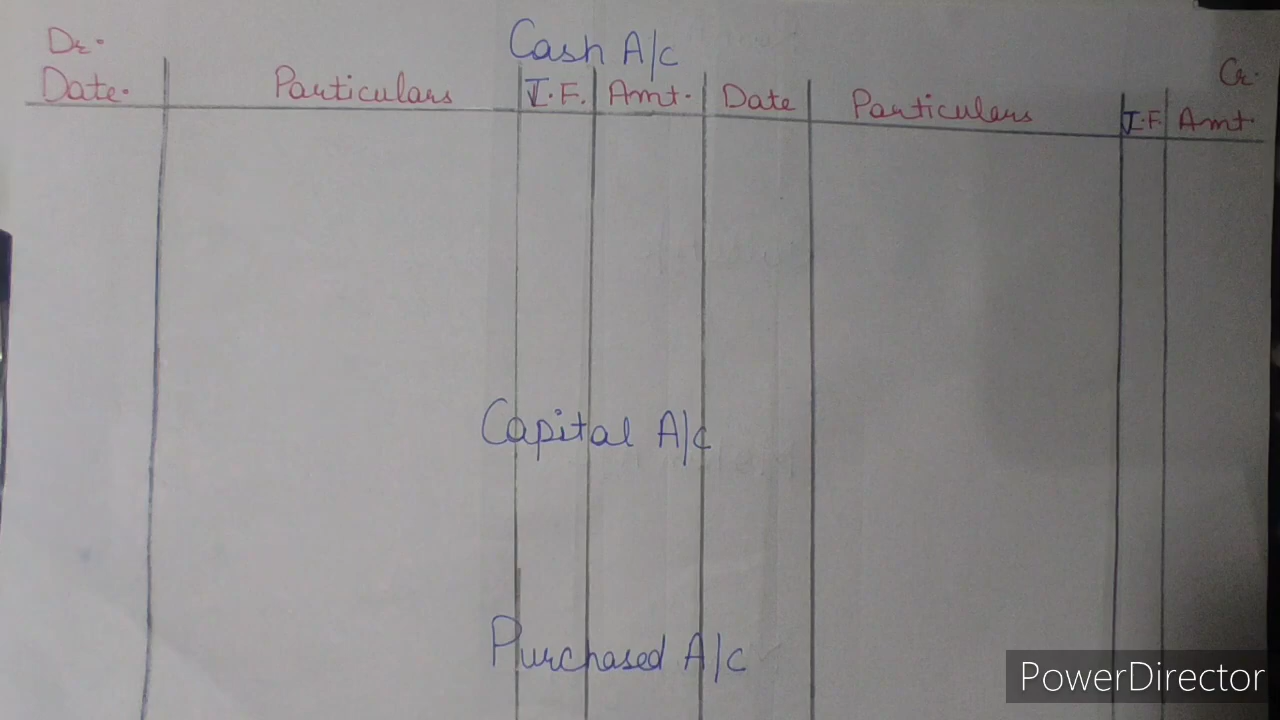 Dr. Cash A/c Cr.
Date. Particulars I.F. Amt. Date Particulars I.F Amt.
Capital A/c
Purchased A/c
PowerDirector